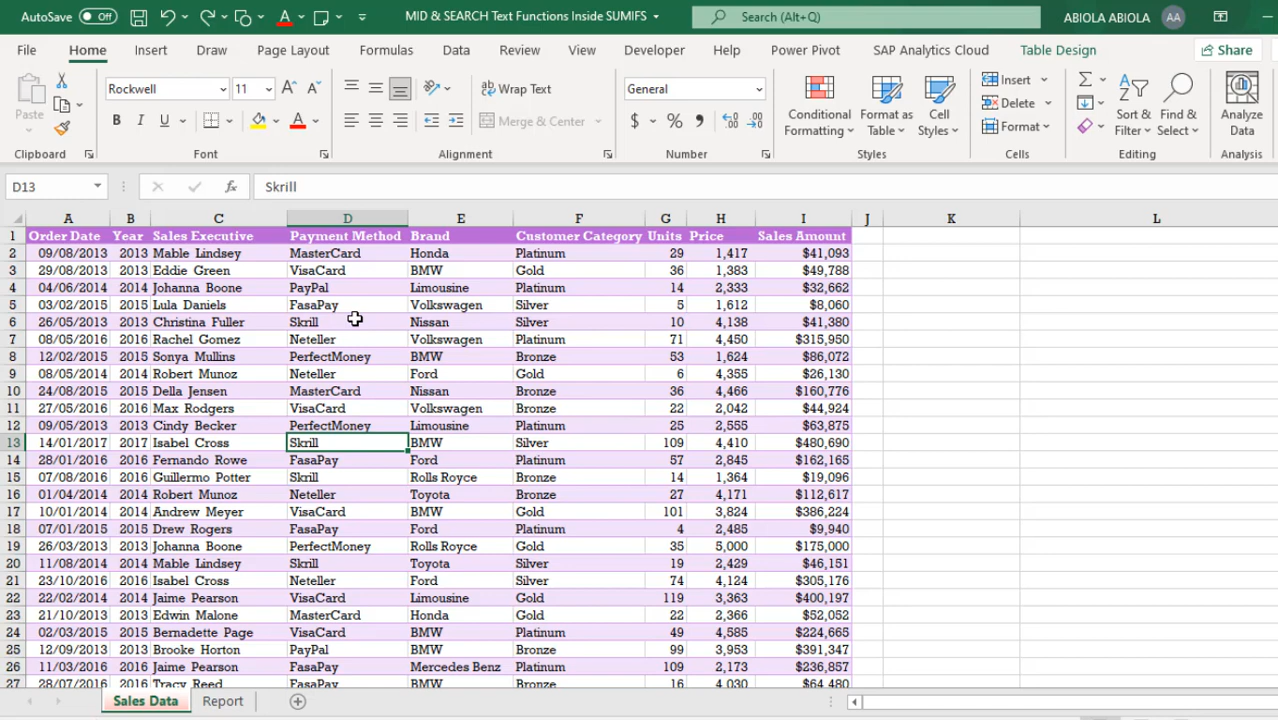 AutoSave Off MID & SEARCH Text Functions Inside SUMIFS Search (Alt+Q) ABIOLA ABIOLA AA
File Home Insert Draw Page Layout Formulas Data Review View Developer Help Power Pivot SAP Analytics Cloud Table Design Share
Paste Rockwell 11 A A Wrap Text General Conditional Formatting Format as Table Cell Styles Insert Sort & Filter Find & Select Analyze Data
B I U A Merge & Center $ % Delete
Format
Clipboard Font Alignment Number Styles Cells Editing Analysis
D13 fx Skrill
A B C D E F G H I J K L
1 Order Date Year Sales Executive Payment Method Brand Customer Category Units Price Sales Amount
2 09/08/2013 2013 Mable Lindsey MasterCard Honda Platinum 29 1,417 $41,093
3 29/08/2013 2013 Eddie Green VisaCard BMW Gold 36 1,383 $49,788
4 04/06/2014 2014 Johanna Boone PayPal Limousine Platinum 14 2,333 $32,662
5 03/02/2015 2015 Lula Daniels FasaPay Volkswagen Silver 5 1,612 $8,060
6 26/05/2013 2013 Christina Fuller Skrill Nissan Silver 10 4,138 $41,380
7 08/05/2016 2016 Rachel Gomez Neteller Volkswagen Platinum 71 4,450 $315,950
8 12/02/2015 2015 Sonya Mullins PerfectMoney BMW Bronze 53 1,624 $86,072
9 08/05/2014 2014 Robert Munoz Neteller Ford Gold 6 4,355 $26,130
10 24/08/2015 2015 Della Jensen MasterCard Nissan Bronze 36 4,466 $160,776
11 27/05/2016 2016 Max Rodgers VisaCard Volkswagen Bronze 22 2,042 $44,924
12 09/05/2013 2013 Cindy Becker PerfectMoney Limousine Platinum 25 2,555 $63,875
13 14/01/2017 2017 Isabel Cross Skrill BMW Silver 109 4,410 $480,690
14 28/01/2016 2016 Fernando Rowe FasaPay Ford Platinum 57 2,845 $162,165
15 07/08/2016 2016 Guillermo Potter Skrill Rolls Royce Bronze 14 1,364 $19,096
16 01/04/2014 2014 Robert Munoz Neteller Toyota Bronze 27 4,171 $112,617
17 10/01/2014 2014 Andrew Meyer VisaCard BMW Gold 101 3,824 $386,224
18 07/01/2015 2015 Drew Rogers FasaPay Ford Platinum 4 2,485 $9,940
19 26/03/2013 2013 Johanna Boone PerfectMoney Rolls Royce Gold 35 5,000 $175,000
20 11/08/2014 2014 Mable Lindsey Skrill Toyota Silver 19 2,429 $46,151
21 23/10/2016 2016 Isabel Cross Neteller Ford Silver 74 4,124 $305,176
22 22/02/2014 2014 Jaime Pearson VisaCard Limousine Gold 119 3,363 $400,197
23 21/10/2013 2013 Edwin Malone MasterCard Honda Gold 22 2,366 $52,052
24 02/03/2015 2015 Bernadette Page VisaCard BMW Platinum 49 4,585 $224,665
25 12/09/2013 2013 Brooke Horton PayPal BMW Bronze 99 3,953 $391,347
26 11/03/2016 2016 Jaime Pearson FasaPay Mercedes Benz Platinum 109 2,173 $236,857
27 28/07/2016 2016 Tracy Reed FasaPay BMW Bronze 16 4,030 $64,480
Sales Data Report